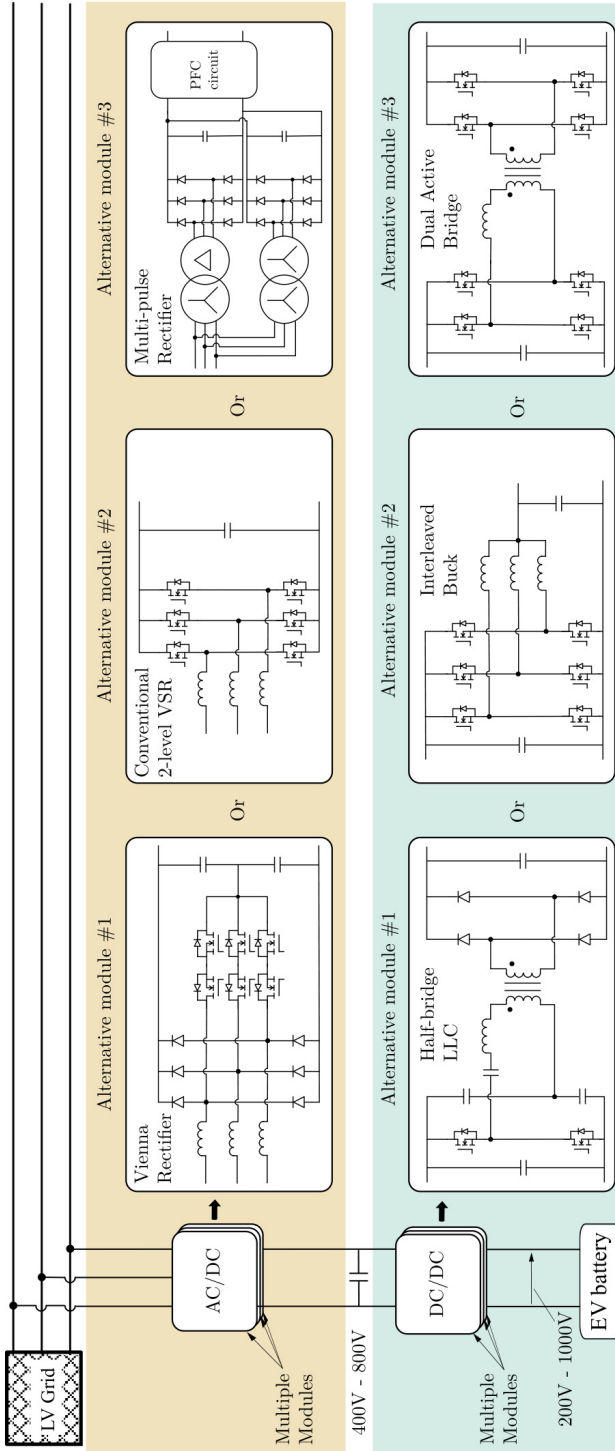 LV Grid
AC/DC
Multiple
Modules
400V - 800V
DC/DC
Multiple
Modules
200V - 1000V
EV battery
Alternative module #1
Vienna
Rectifier
Or
Alternative module #2
Conventional
2-level VSR
Or
Alternative module #3
Multi-pulse
Rectifier
PFC
circuit
Alternative module #1
Half-bridge
LLC
Or
Alternative module #2
Interleaved
Buck
Or
Alternative module #3
Dual Active
Bridge